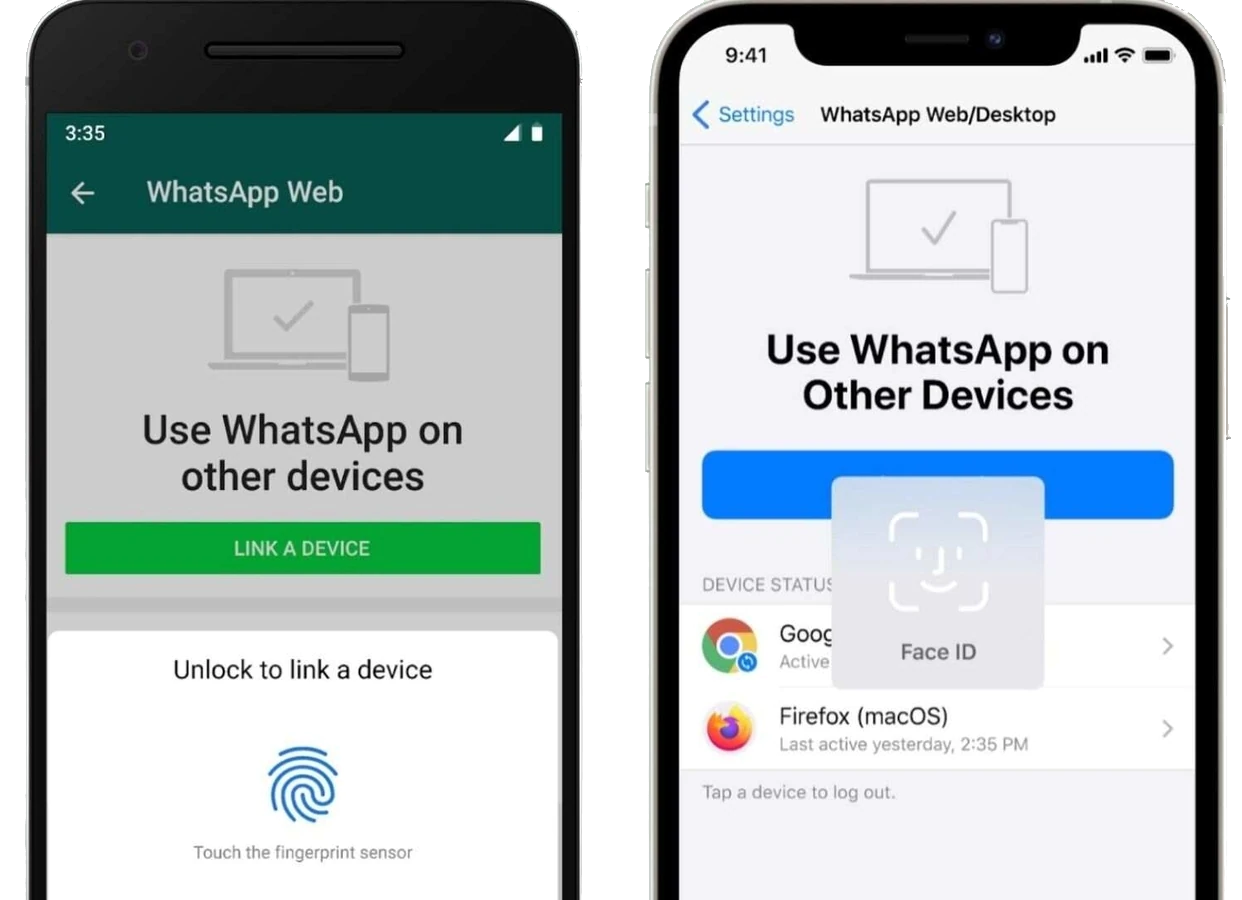 3:35
WhatsApp Web
Use WhatsApp on
other devices
LINK A DEVICE
Unlock to link a device
Touch the fingerprint sensor
9:41
Settings
WhatsApp Web/Desktop
Use WhatsApp on
Other Devices
DEVICE STATUS
Goog
Active
Face ID
Firefox (macOS)
Last active yesterday, 2:35 PM
Tap a device to log out.